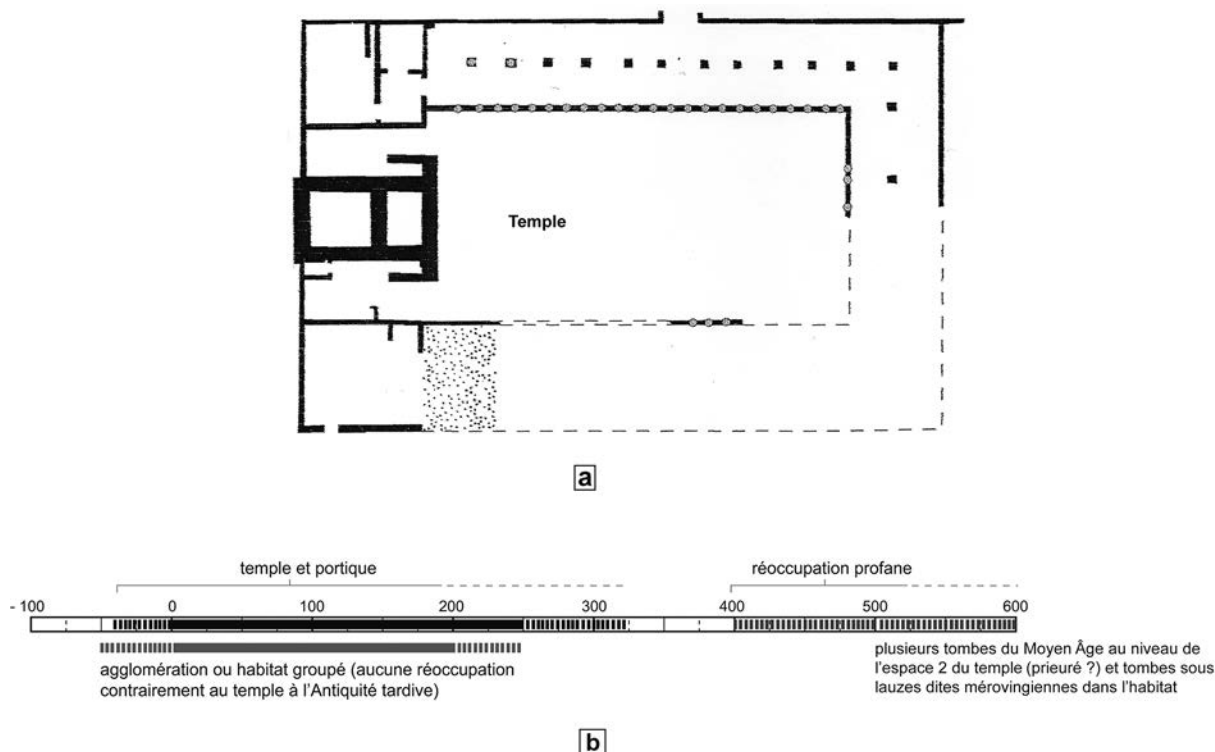 Temple
a
temple et portique
réoccupation profane
- 100 0 100 200 300 400 500 600
agglomération ou habitat groupé (aucune réoccupation
contrairement au temple à l'Antiquité tardive)
plusieurs tombes du Moyen Âge au niveau de
l'espace 2 du temple (prieuré ?) et tombes sous
lauzes dites mérovingiennes dans l'habitat
b